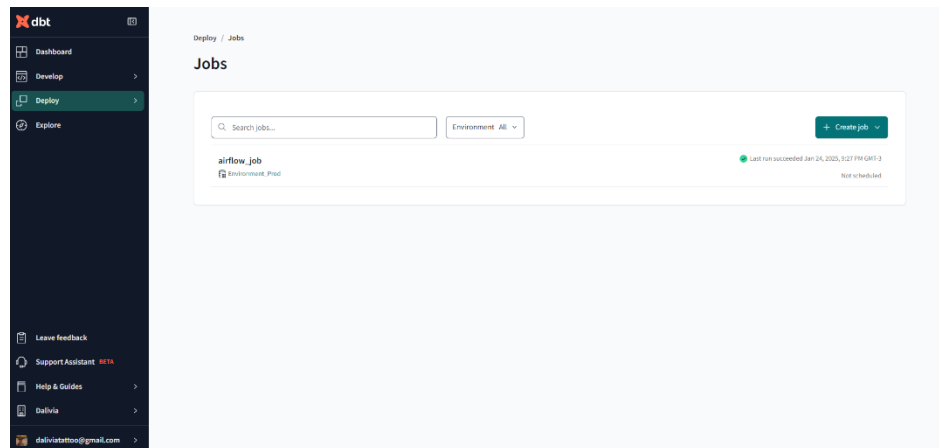 dbt
Dashboard
Develop
Deploy
Explore
Leave feedback
Support Assistant BETA
Help & Guides
Dalivia
daliviatattoo@gmail.com
Deploy / Jobs
Jobs
Search jobs...
Environment All
+ Create job
airflow_job
Environment_Prod
Last run succeeded Jan 24, 2025, 9:27 PM GMT-3
Not scheduled